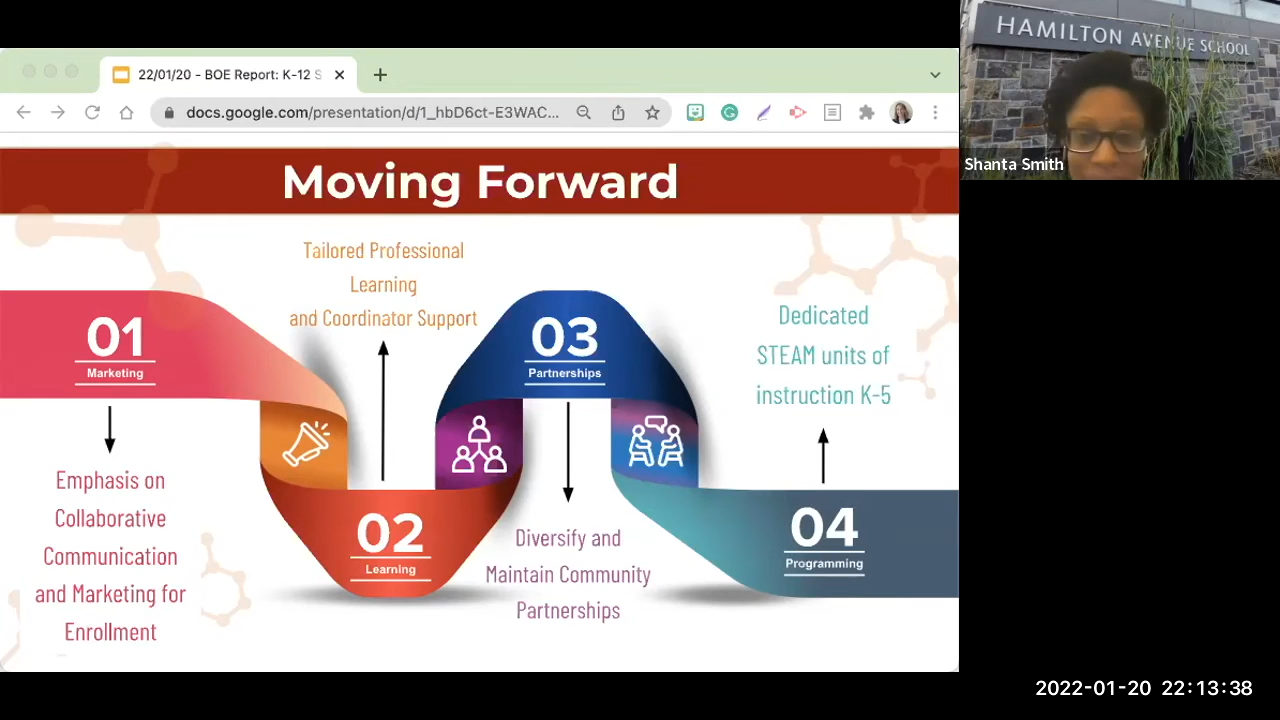 22/01/20 - BOE Report: K-12 S
docs.google.com/presentation/d/1_hbD6ct-E3WAC...
HAMILTON AVENUE SCHOOL
Shanta Smith
Moving Forward
01
Marketing
Emphasis on
Collaborative
Communication
and Marketing for
Enrollment
Tailored Professional
Learning
and Coordinator Support
02
Learning
03
Partnerships
Diversify and
Maintain Community
Partnerships
Dedicated
STEAM units of
instruction K-5
04
Programming
2022-01-20 22:13:38